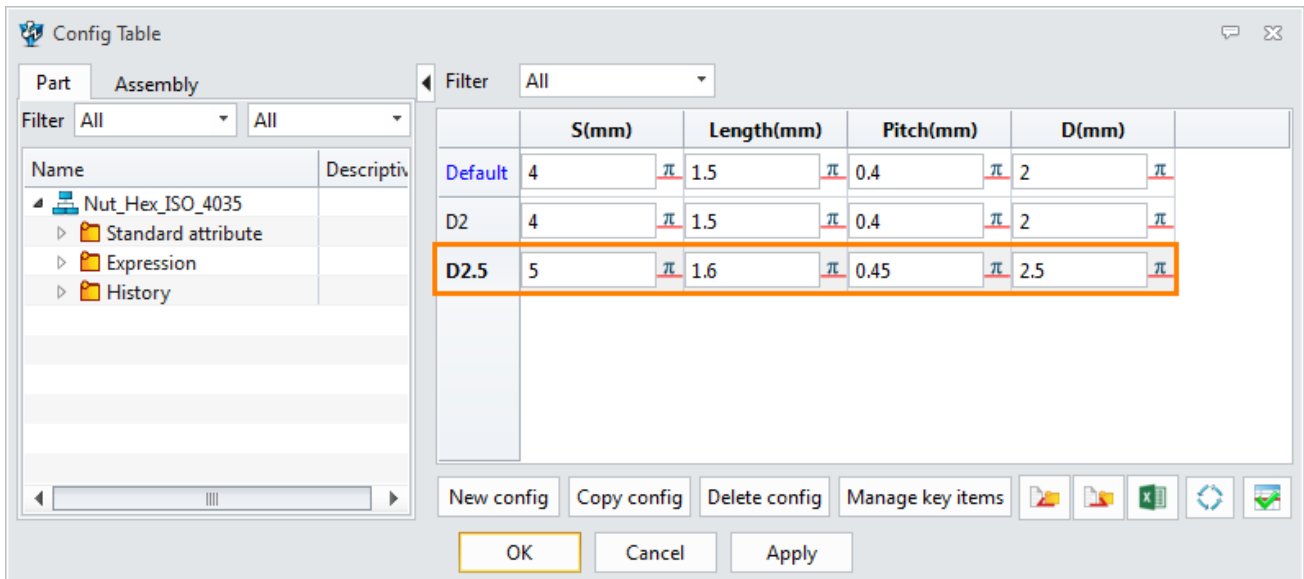 Config Table
Part Assembly
Filter All All
Name Descriptiv
Nut_Hex_ISO_4035
Standard attribute
Expression
History
Filter All
S(mm) Length(mm) Pitch(mm) D(mm)
Default 4 π 1.5 π 0.4 π 2 π
D2 4 π 1.5 π 0.4 π 2 π
D2.5 5 π 1.6 π 0.45 π 2.5 π
New config Copy config Delete config Manage key items
OK Cancel Apply